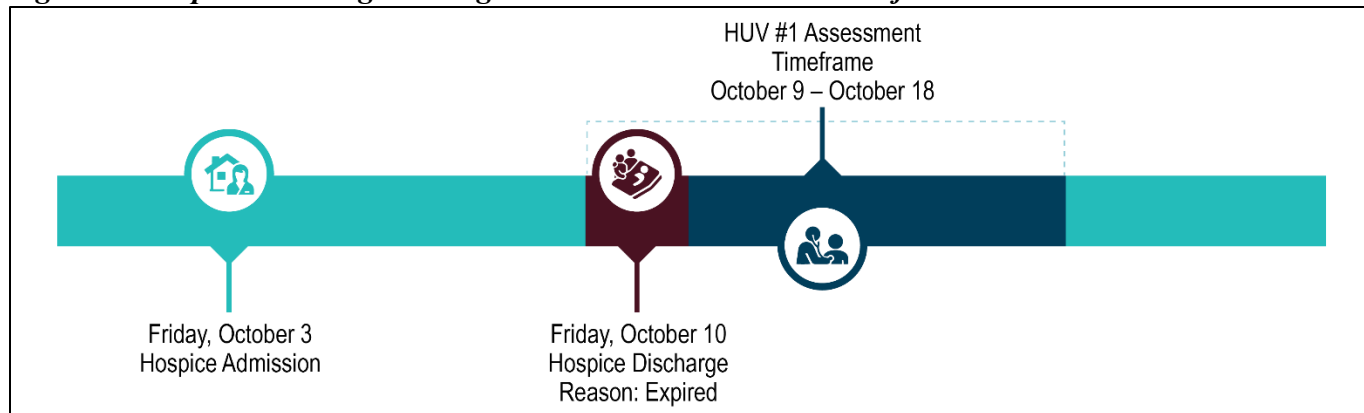 HUV #1 Assessment
Timeframe
October 9 – October 18
Friday, October 3
Hospice Admission
Friday, October 10
Hospice Discharge
Reason: Expired